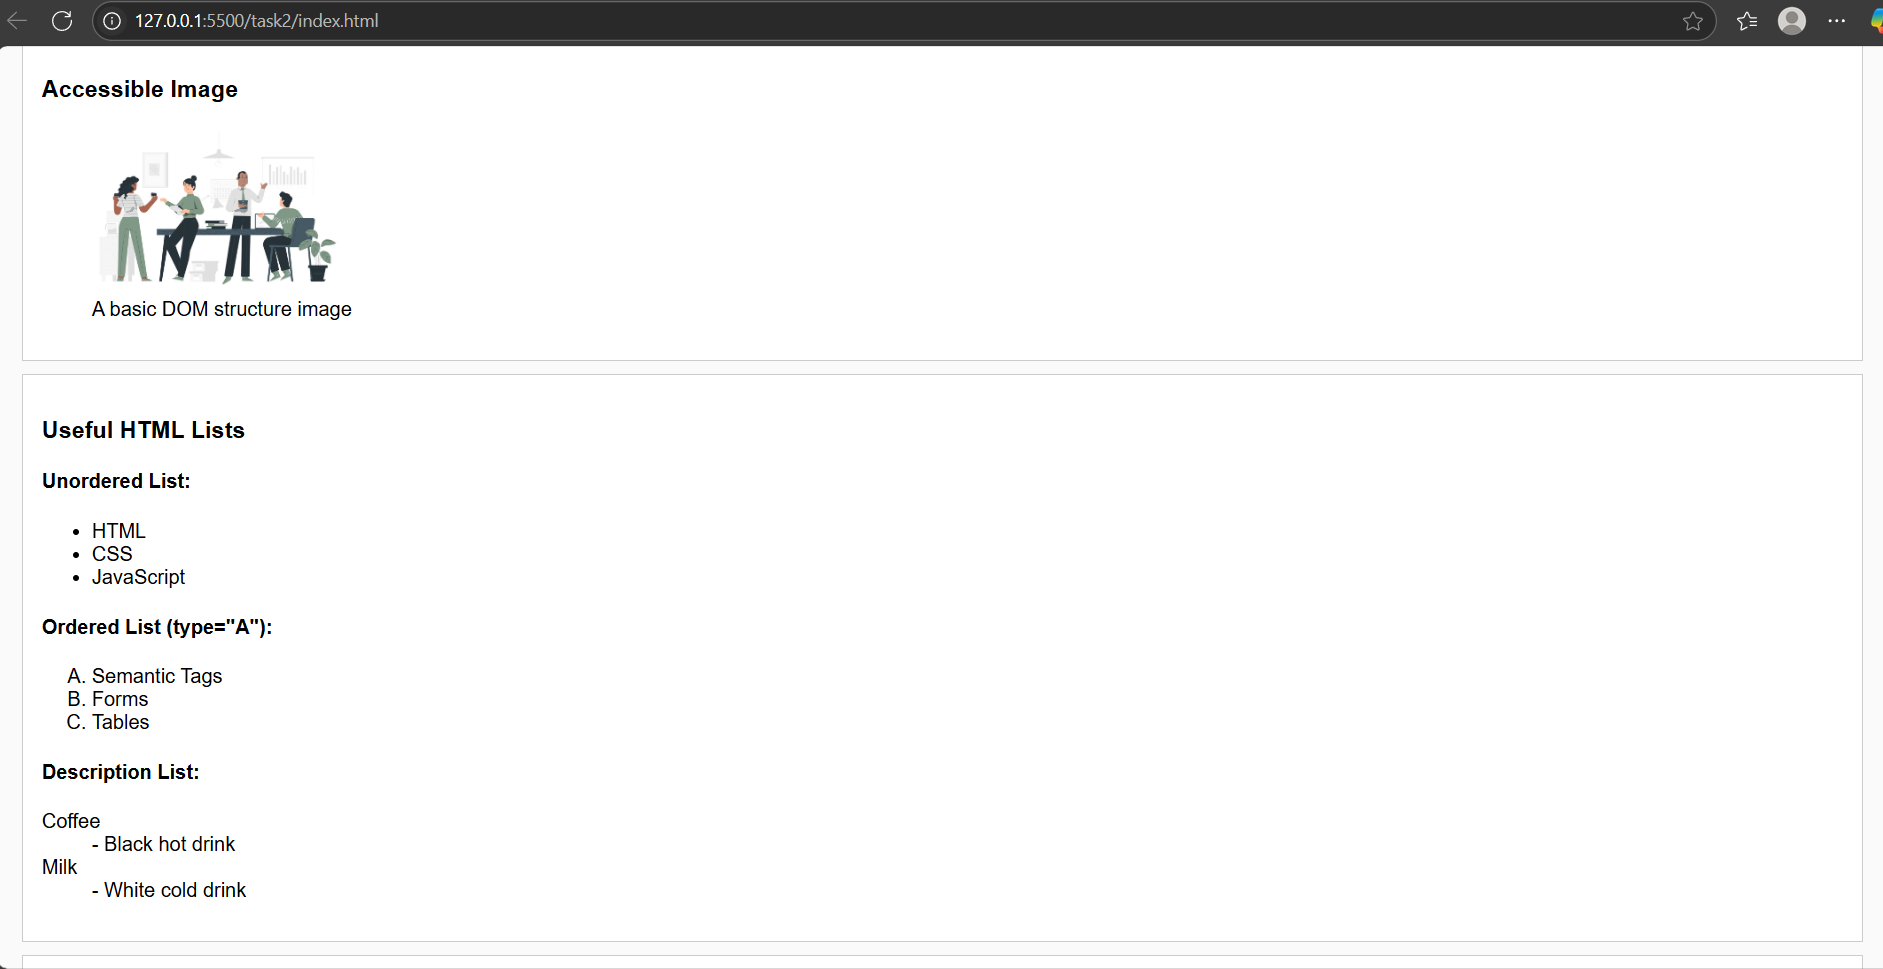 127.0.0.1:5500/task2/index.html
Accessible Image
A basic DOM structure image
Useful HTML Lists
Unordered List:
• HTML
• CSS
• JavaScript
Ordered List (type="A"):
A. Semantic Tags
B. Forms
C. Tables
Description List:
Coffee
- Black hot drink
Milk
- White cold drink